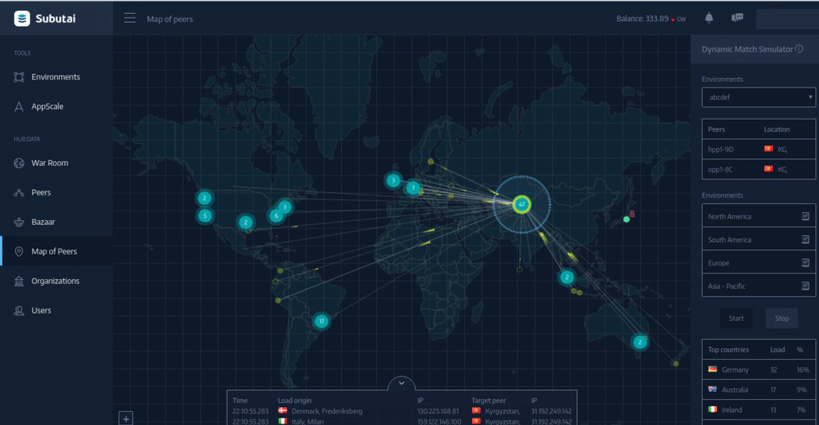 Subutai
Map of peers
Balance: 333.89 GW
TOOLS
Environments
AppScale
HUB DATA
War Room
Peers
Bazaar
Map of Peers
Organizations
Users
2
5
2
6
3
3
7
47
2
2
17
Dynamic Match Simulator
Environments
abcdef
Peers Location
hpp1-9D KG,
opp1-8C KG,
Environments
North America
South America
Europe
Asia - Pacific
Start Stop
Top countries Load %
Germany 32 16%
Australia 17 9%
Ireland 13 7%
Time Load origin IP Target peer IP
22:10:55.283 Denmark, Frederiksberg 130.225.168.81 Kyrgyzstan, 31.192.249.142
22:10:55.283 Italy, Milan 159.122.146.100 Kyrgyzstan, 31.192.249.142